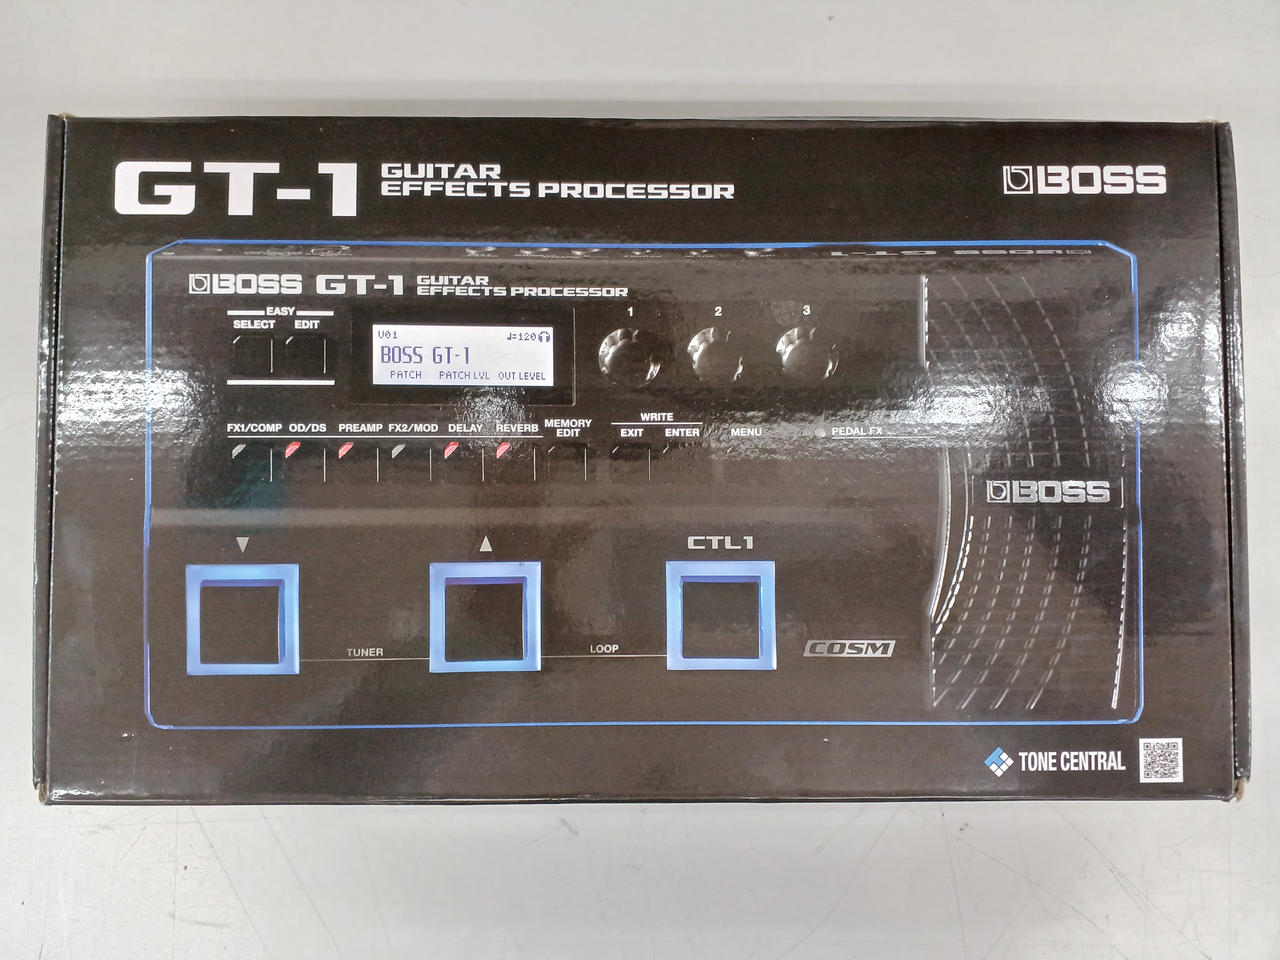 GT-1 GUITAR
EFFECTS PROCESSOR
BOSS
BOSS GT-1 GUITAR
EFFECTS PROCESSOR
EASY
SELECT EDIT
1 2 3
U01 ♩=120
BOSS GT-1
PATCH PATCH LVL OUT LEVEL
FX1/COMP OD/DS PREAMP FX2/MOD DELAY REVERB
MEMORY
EDIT
WRITE
EXIT ENTER
MENU
PEDAL FX
BOSS
▼ ▲ CTL1
TUNER LOOP
COSM
TONE CENTRAL